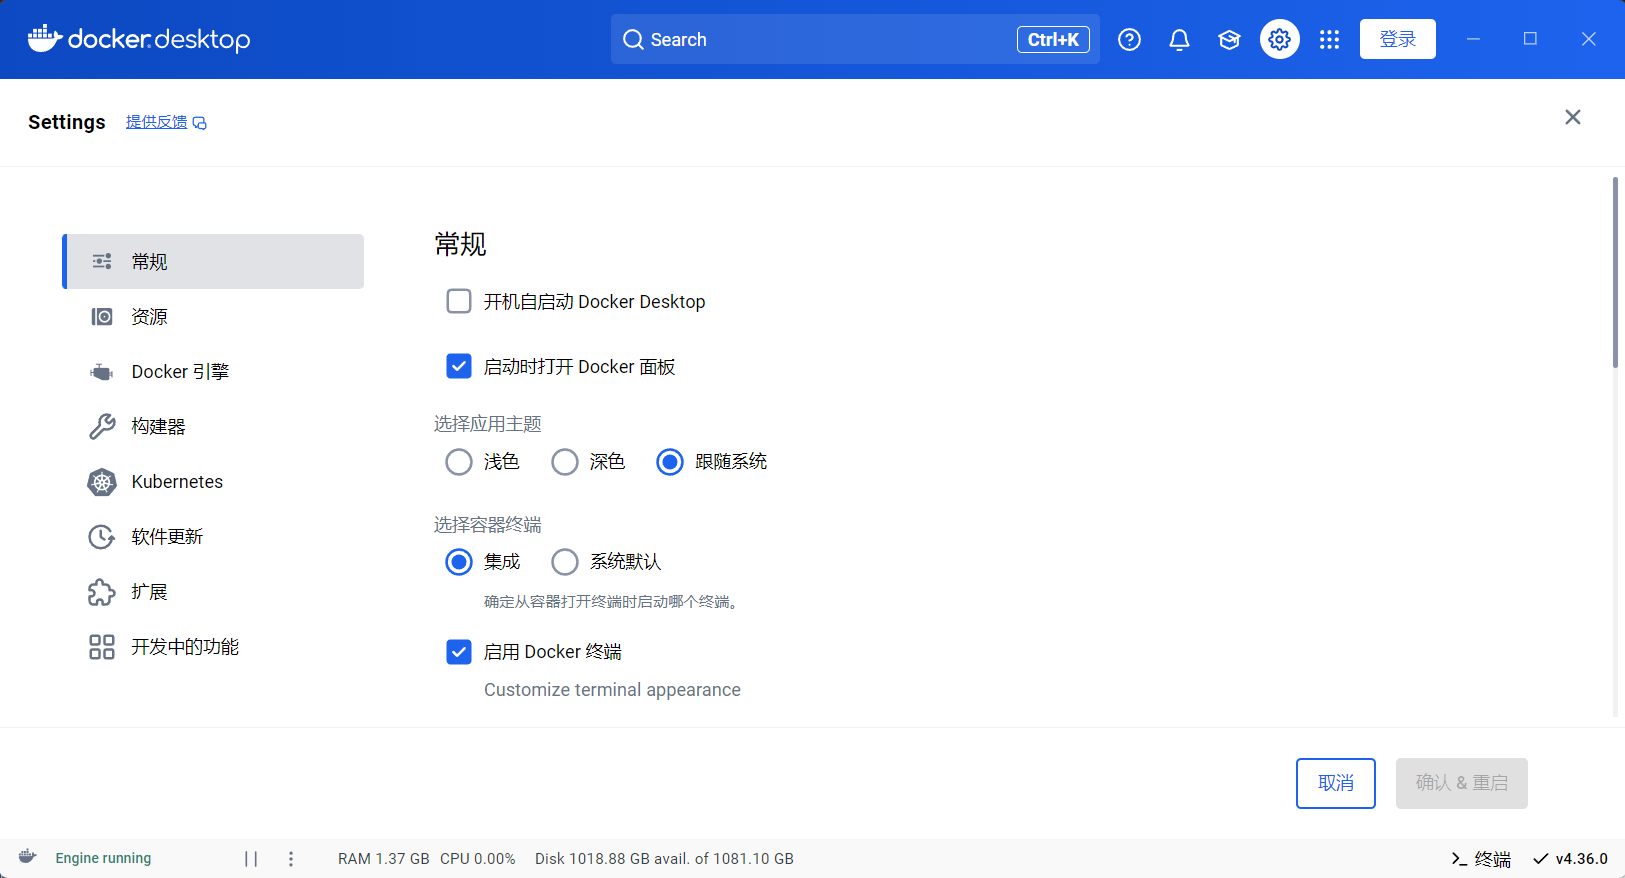 docker.desktop
Search
Ctrl+K
登录
Settings
提供反馈
常规
资源
Docker 引擎
构建器
Kubernetes
软件更新
扩展
开发中的功能
常规
开机自启动 Docker Desktop
启动时打开 Docker 面板
选择应用主题
浅色 深色 跟随系统
选择容器终端
集成 系统默认
确定从容器打开终端时启动哪个终端。
启用 Docker 终端
Customize terminal appearance
取消 确认 & 重启
Engine running RAM 1.37 GB CPU 0.00% Disk 1018.88 GB avail. of 1081.10 GB >_ 终端 v4.36.0